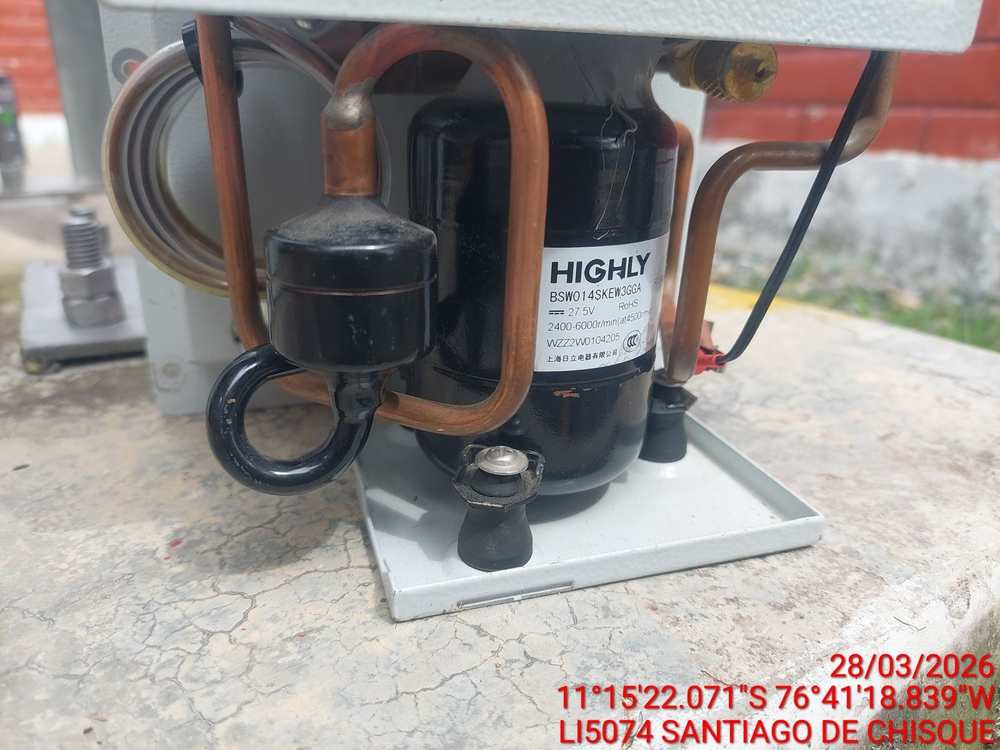 HIGHLY
BSW014SKEW3GGA
27.5V RoHS
2400-6000r/min(at4500r/min
WZZ2W0104205
上海日立电器有限公司
28/03/2026
11°15'22.071"S 76°41'18.839"W
LI5074 SANTIAGO DE CHISQUE